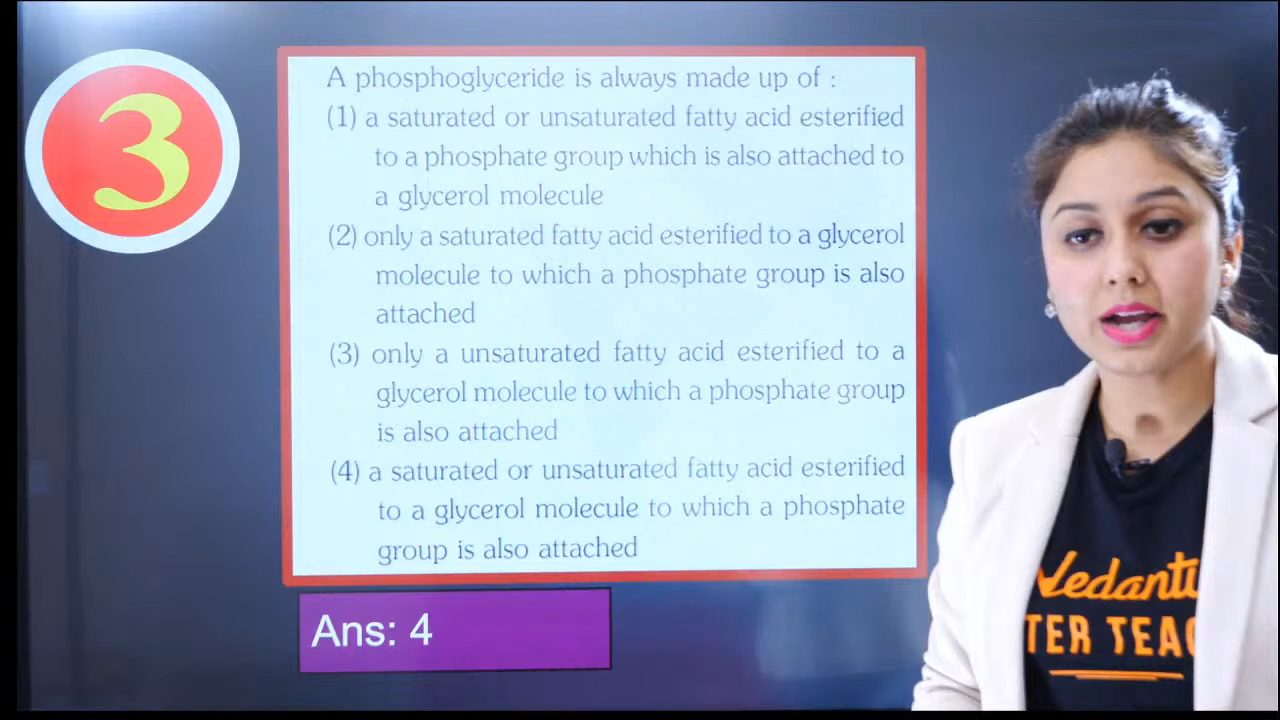 3
A phosphoglyceride is always made up of :
(1) a saturated or unsaturated fatty acid esterified
to a phosphate group which is also attached to
a glycerol molecule
(2) only a saturated fatty acid esterified to a glycerol
molecule to which a phosphate group is also
attached
(3) only a unsaturated fatty acid esterified to a
glycerol molecule to which a phosphate group
is also attached
(4) a saturated or unsaturated fatty acid esterified
to a glycerol molecule to which a phosphate
group is also attached
Ans: 4
Vedantu
TER TEAC